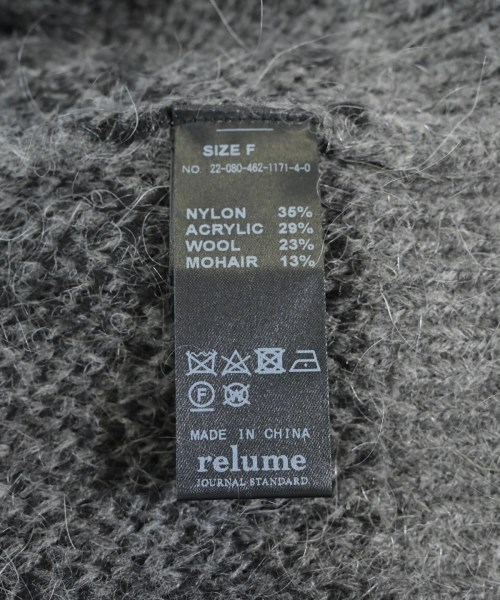 SIZE F
NO. 22-080-462-1171-4-0
NYLON 35%
ACRYLIC 29%
WOOL 23%
MOHAIR 13%
F W
MADE IN CHINA
relume
JOURNAL STANDARD